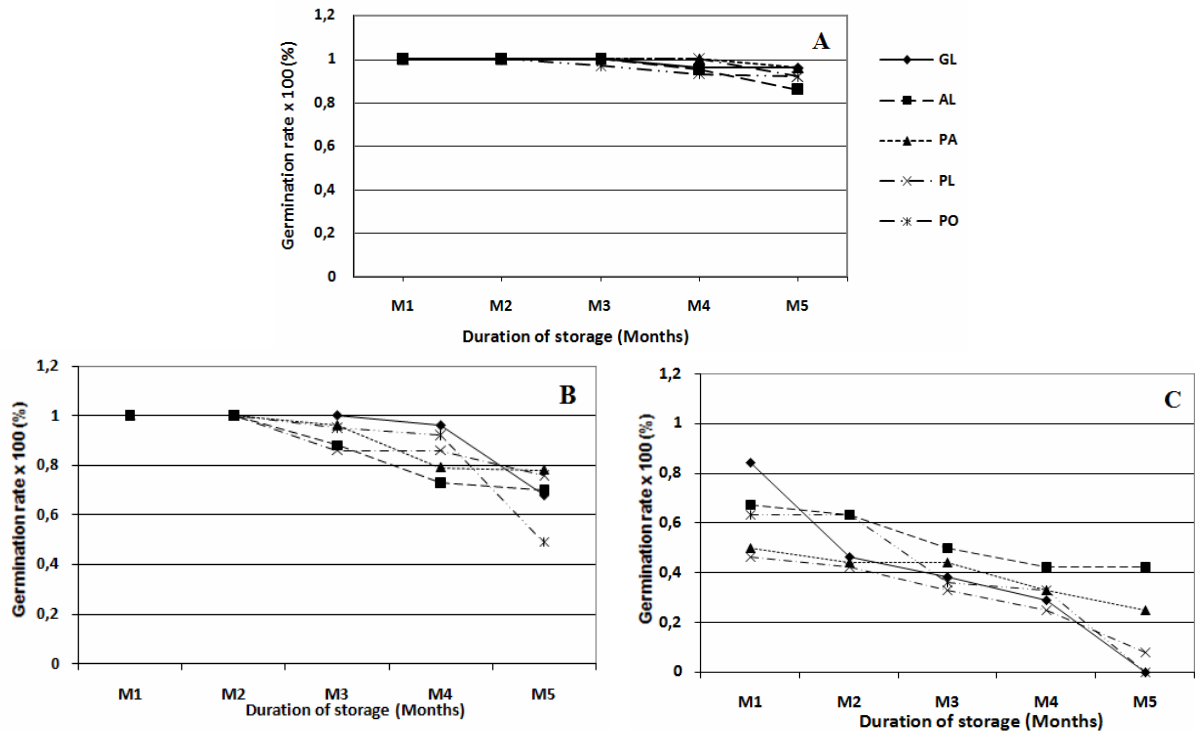 A
Germination rate x 100 (%)
1,2
1
0,8
0,6
0,4
0,2
0
M1 M2 M3 M4 M5
Duration of storage (Months)
GL
AL
PA
PL
PO
B
Germination rate x 100 (%)
1,2
1
0,8
0,6
0,4
0,2
0
M1 M2 M3 M4 M5
Duration of storage (Months)
C
Germination rate x 100 (%)
1,2
1
0,8
0,6
0,4
0,2
0
M1 M2 M3 M4 M5
Duration of storage (Months)